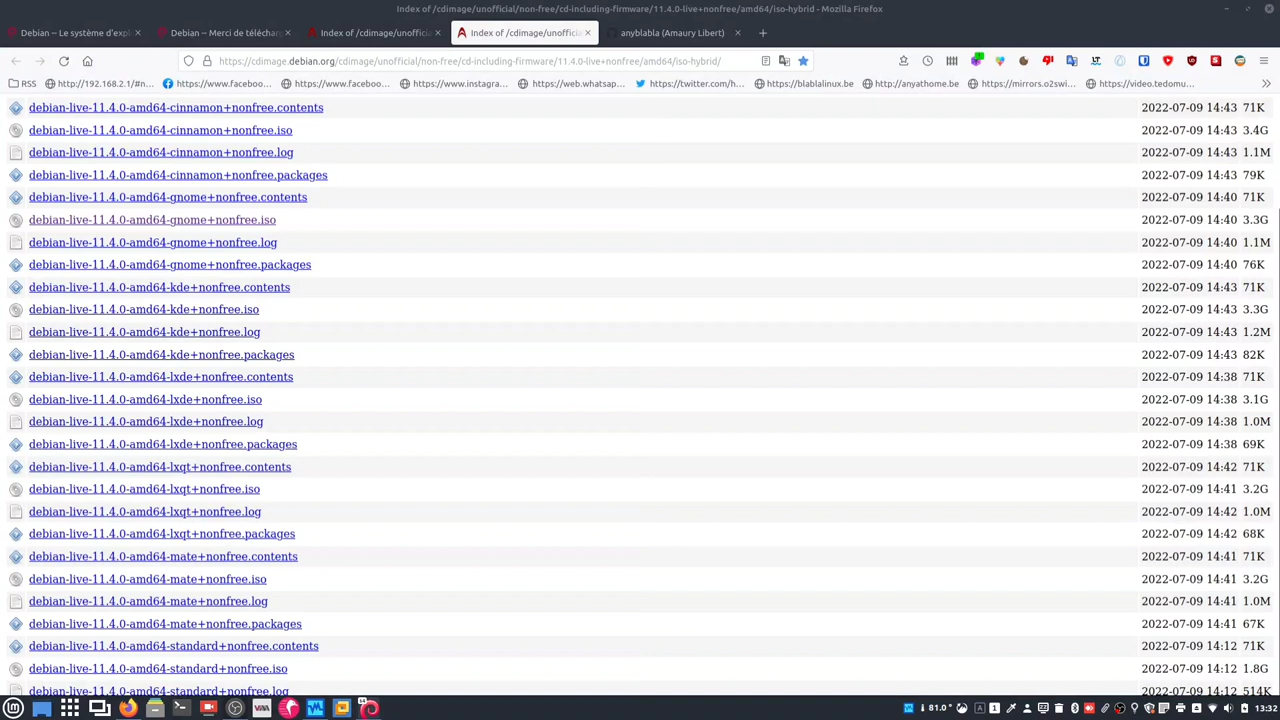 Index of /cdimage/unofficial/non-free/cd-including-firmware/11.4.0-live+nonfree/amd64/iso-hybrid - Mozilla Firefox
Debian -- Le système d'expl
Debian -- Merci de téléchar
Index of /cdimage/unofficia
Index of /cdimage/unofficia
anyblabla (Amaury Libert)
https://cdimage.debian.org/cdimage/unofficial/non-free/cd-including-firmware/11.4.0-live+nonfree/amd64/iso-hybrid/
RSS http://192.168.2.1/#n... https://www.faceboo... https://www.faceboo... https://www.instagra... https://web.whatsap... https://twitter.com/h... https://blablalinux.be http://anyathome.be https://mirrors.o2swi... https://video.tedomu...
debian-live-11.4.0-amd64-cinnamon+nonfree.contents 2022-07-09 14:43 71K
debian-live-11.4.0-amd64-cinnamon+nonfree.iso 2022-07-09 14:43 3.4G
debian-live-11.4.0-amd64-cinnamon+nonfree.log 2022-07-09 14:43 1.1M
debian-live-11.4.0-amd64-cinnamon+nonfree.packages 2022-07-09 14:43 79K
debian-live-11.4.0-amd64-gnome+nonfree.contents 2022-07-09 14:40 71K
debian-live-11.4.0-amd64-gnome+nonfree.iso 2022-07-09 14:40 3.3G
debian-live-11.4.0-amd64-gnome+nonfree.log 2022-07-09 14:40 1.1M
debian-live-11.4.0-amd64-gnome+nonfree.packages 2022-07-09 14:40 76K
debian-live-11.4.0-amd64-kde+nonfree.contents 2022-07-09 14:43 71K
debian-live-11.4.0-amd64-kde+nonfree.iso 2022-07-09 14:43 3.3G
debian-live-11.4.0-amd64-kde+nonfree.log 2022-07-09 14:43 1.2M
debian-live-11.4.0-amd64-kde+nonfree.packages 2022-07-09 14:43 82K
debian-live-11.4.0-amd64-lxde+nonfree.contents 2022-07-09 14:38 71K
debian-live-11.4.0-amd64-lxde+nonfree.iso 2022-07-09 14:38 3.1G
debian-live-11.4.0-amd64-lxde+nonfree.log 2022-07-09 14:38 1.0M
debian-live-11.4.0-amd64-lxde+nonfree.packages 2022-07-09 14:38 69K
debian-live-11.4.0-amd64-lxqt+nonfree.contents 2022-07-09 14:42 71K
debian-live-11.4.0-amd64-lxqt+nonfree.iso 2022-07-09 14:41 3.2G
debian-live-11.4.0-amd64-lxqt+nonfree.log 2022-07-09 14:42 1.0M
debian-live-11.4.0-amd64-lxqt+nonfree.packages 2022-07-09 14:42 68K
debian-live-11.4.0-amd64-mate+nonfree.contents 2022-07-09 14:41 71K
debian-live-11.4.0-amd64-mate+nonfree.iso 2022-07-09 14:41 3.2G
debian-live-11.4.0-amd64-mate+nonfree.log 2022-07-09 14:41 1.0M
debian-live-11.4.0-amd64-mate+nonfree.packages 2022-07-09 14:41 67K
debian-live-11.4.0-amd64-standard+nonfree.contents 2022-07-09 14:12 71K
debian-live-11.4.0-amd64-standard+nonfree.iso 2022-07-09 14:12 1.8G
debian-live-11.4.0-amd64-standard+nonfree.log 2022-07-09 14:12 514K
81.0° 13:32